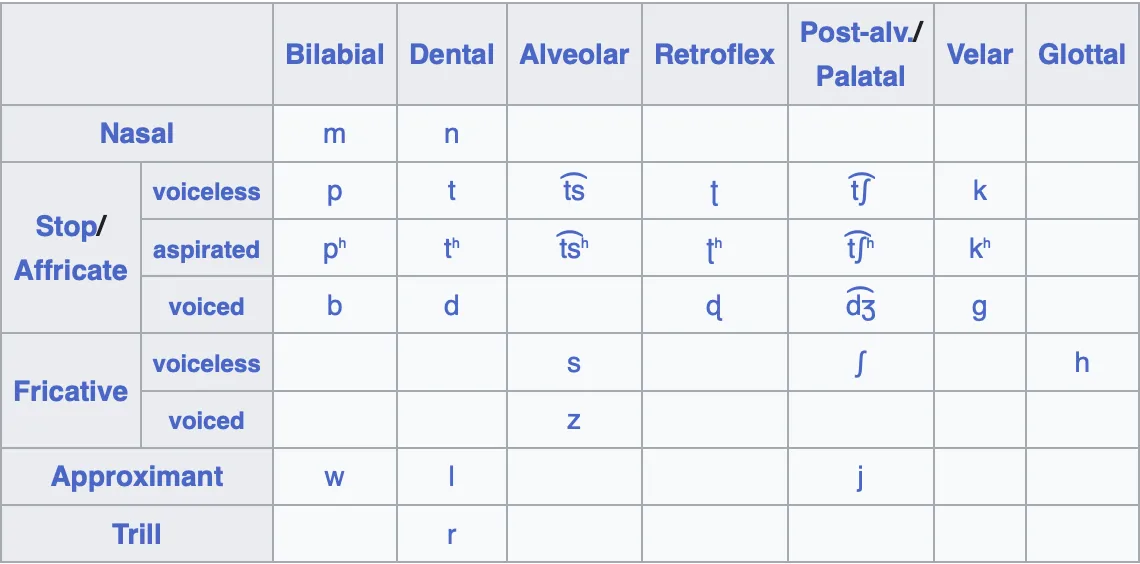 Bilabial Dental Alveolar Retroflex Post-alv./ Palatal Velar Glottal
Nasal m n
Stop/ Affricate voiceless p t t͡s ʈ t͡ʃ k
aspirated pʰ tʰ t͡sʰ ʈʰ t͡ʃʰ kʰ
voiced b d ɖ d͡ʒ g
Fricative voiceless s ʃ h
voiced z
Approximant w l j
Trill r